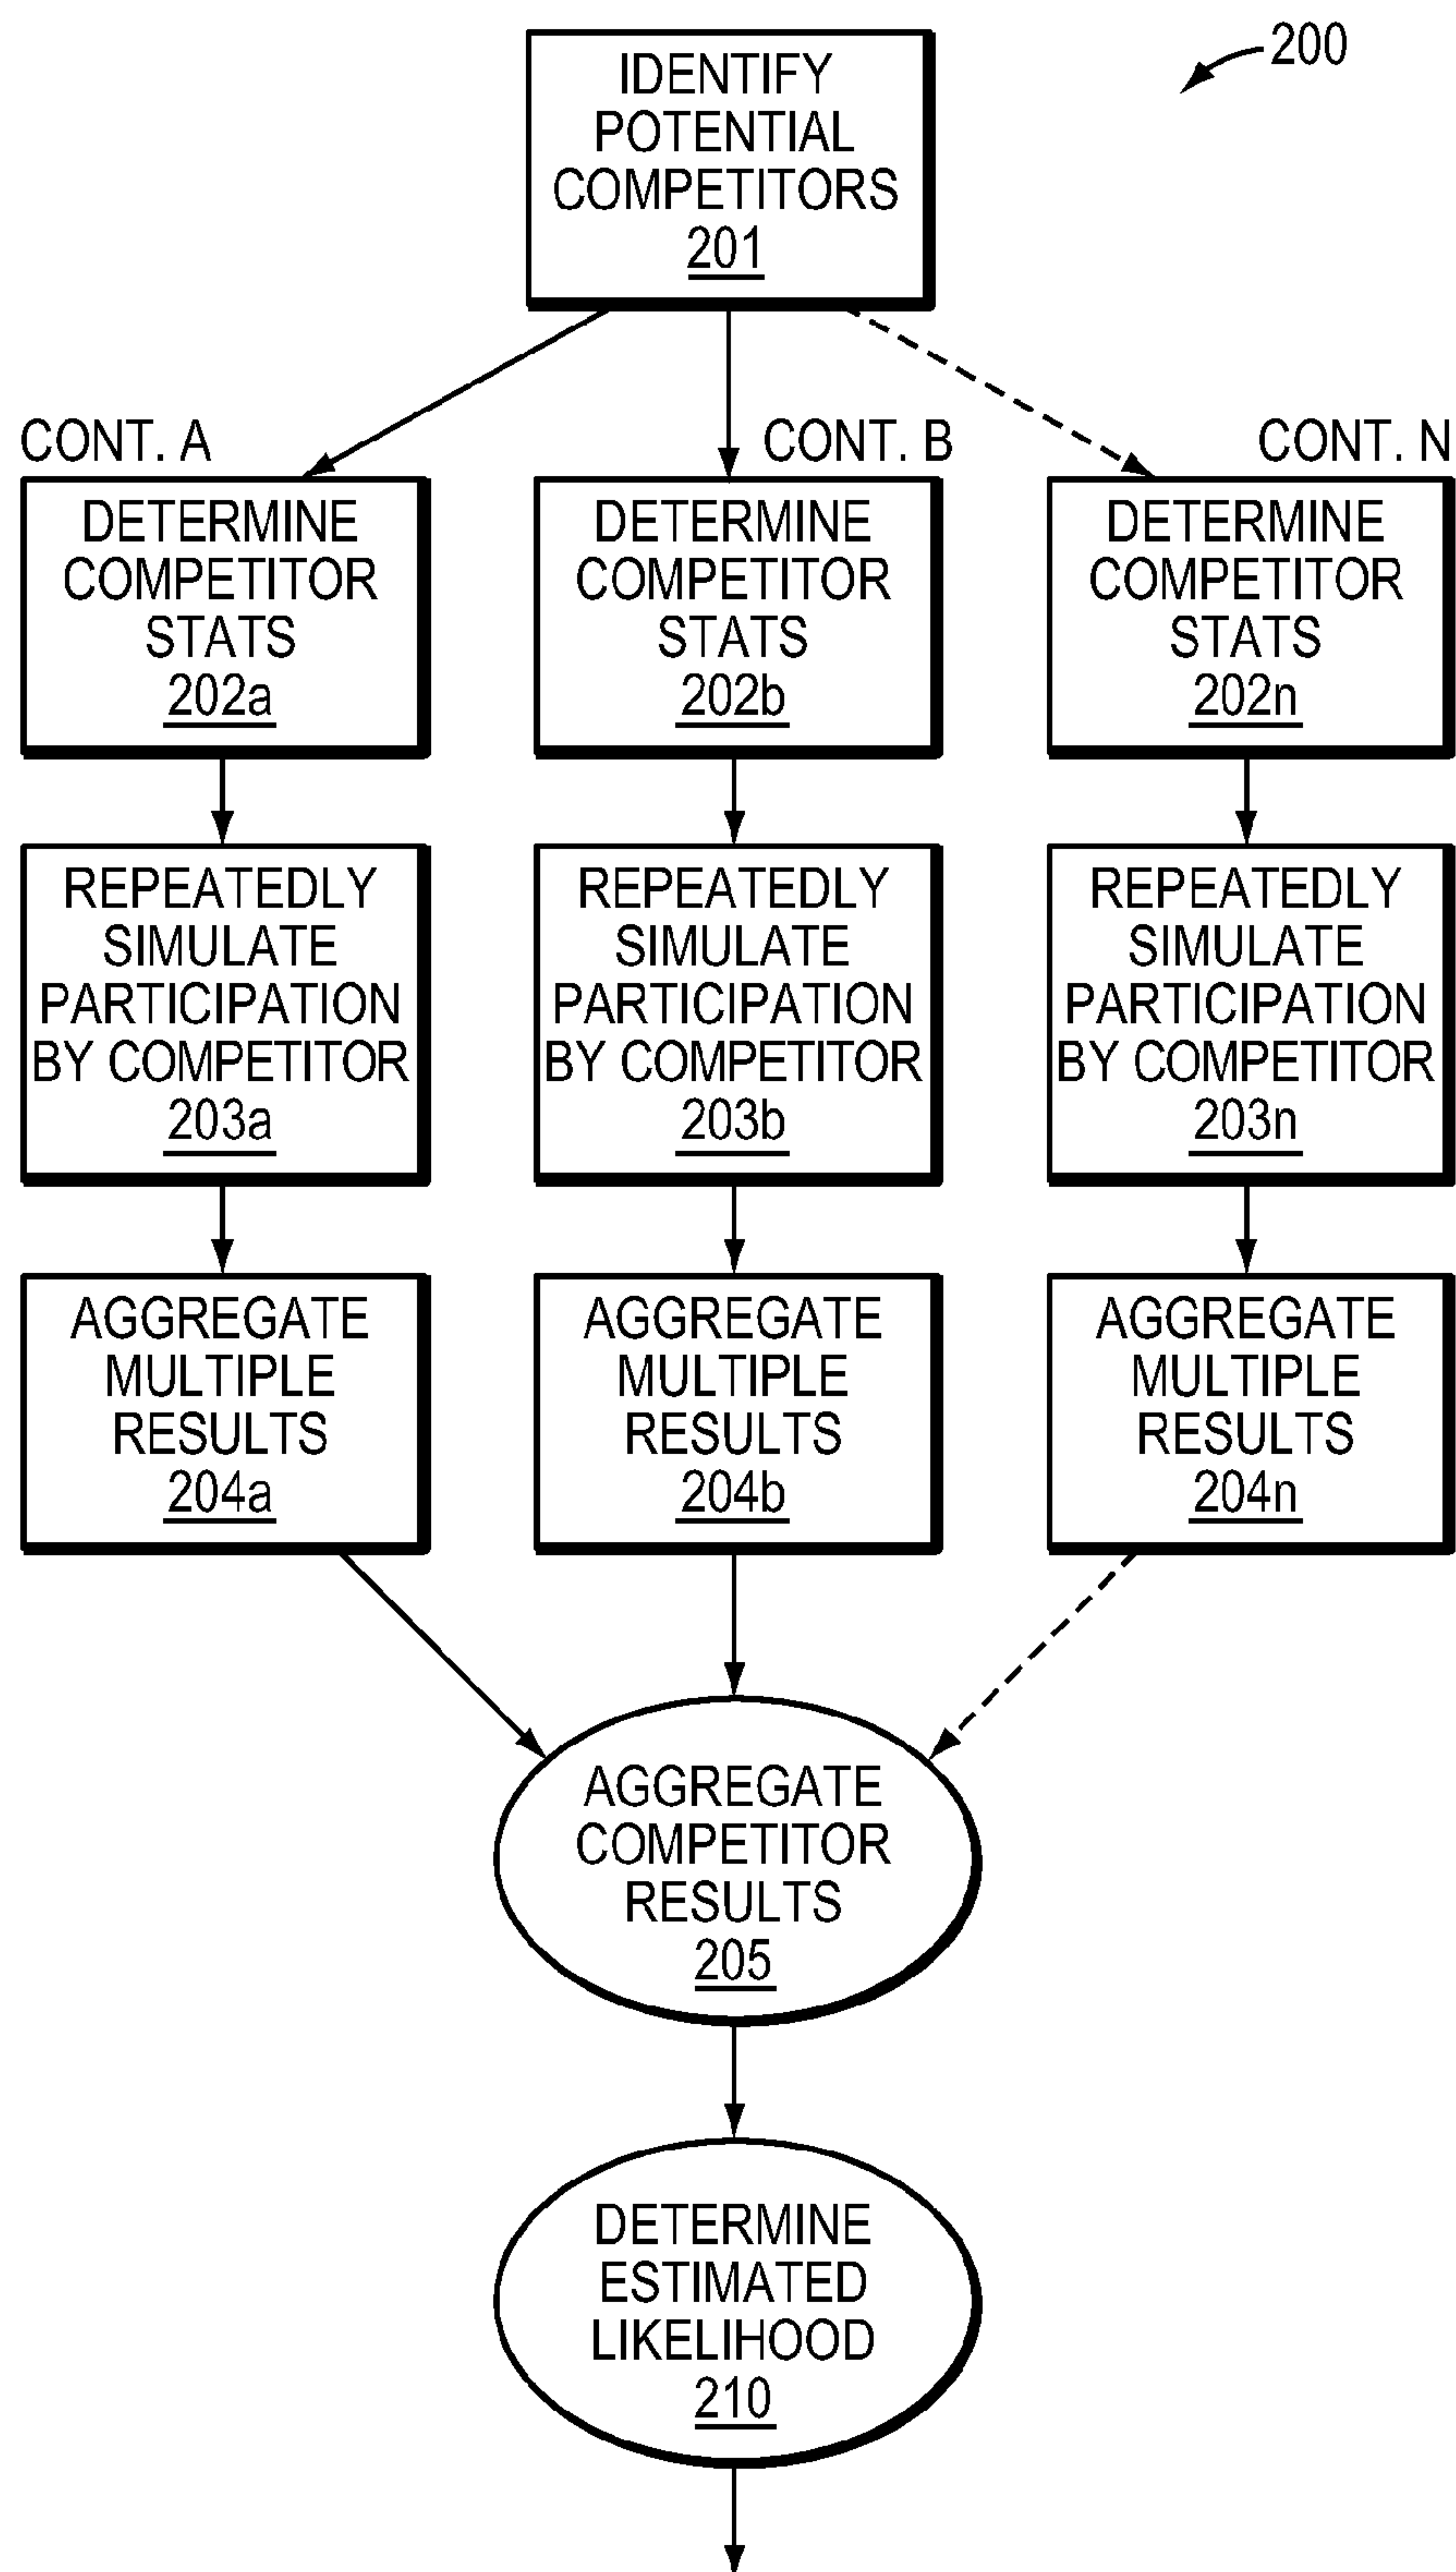 200
IDENTIFY
POTENTIAL
COMPETITORS
201
CONT. A
CONT. B
CONT. N
DETERMINE
COMPETITOR
STATS
202a
DETERMINE
COMPETITOR
STATS
202b
DETERMINE
COMPETITOR
STATS
202n
REPEATEDLY
SIMULATE
PARTICIPATION
BY COMPETITOR
203a
REPEATEDLY
SIMULATE
PARTICIPATION
BY COMPETITOR
203b
REPEATEDLY
SIMULATE
PARTICIPATION
BY COMPETITOR
203n
AGGREGATE
MULTIPLE
RESULTS
204a
AGGREGATE
MULTIPLE
RESULTS
204b
AGGREGATE
MULTIPLE
RESULTS
204n
AGGREGATE
COMPETITOR
RESULTS
205
DETERMINE
ESTIMATED
LIKELIHOOD
210